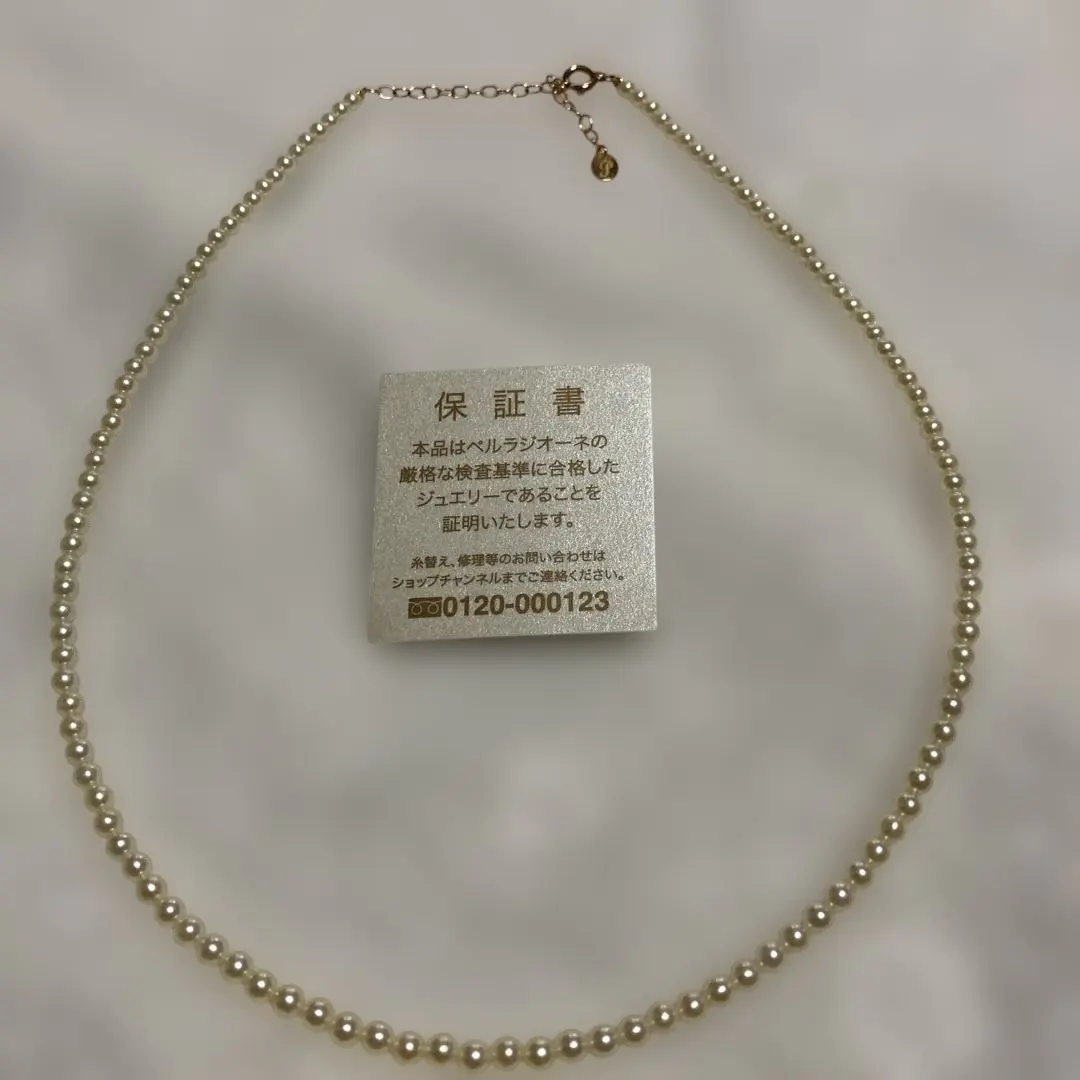 保証書
本品はペルラジオーネの
厳格な検査基準に合格した
ジュエリーであることを
証明いたします。
糸替え、修理等のお問い合わせは
ショップチャンネルまでご連絡ください。
0120-000123